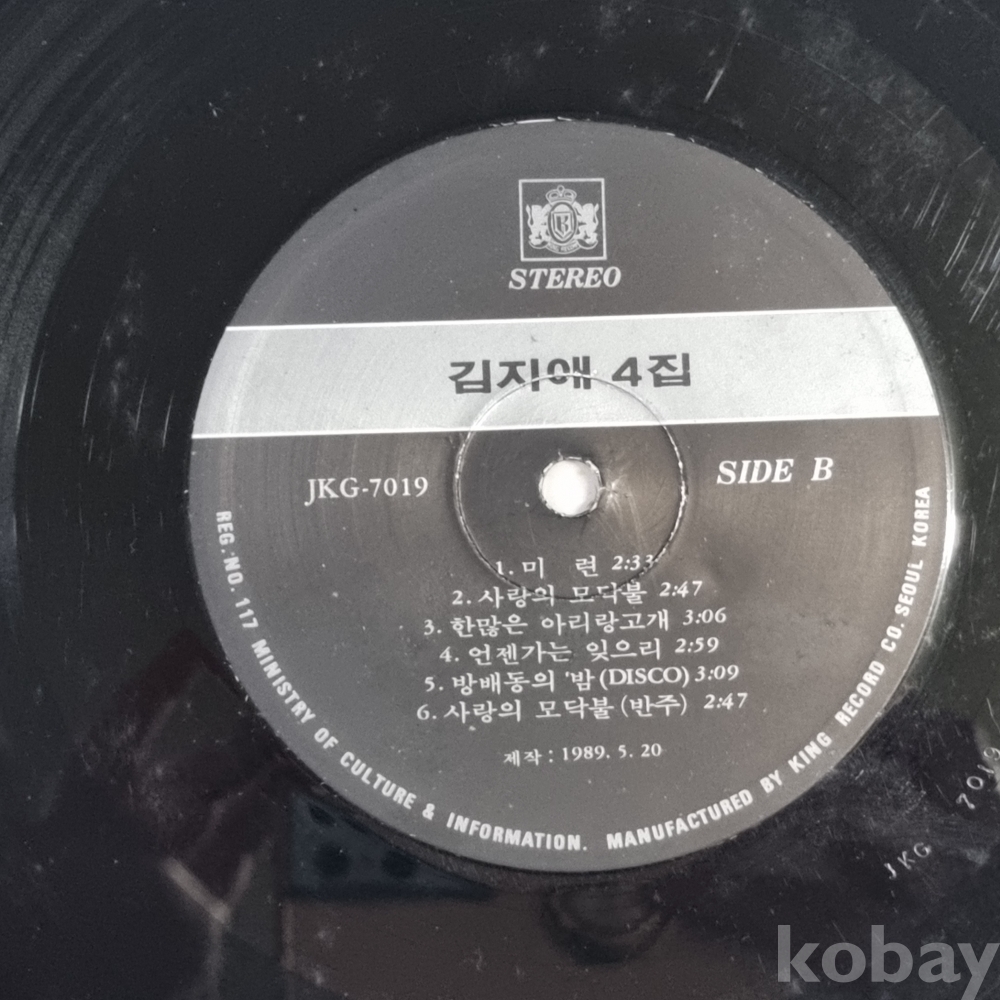 STEREO
김지애 4집
JKG-7019
SIDE B
1. 미 련 2:33
2. 사랑의 모닥불 2:47
3. 한많은 아리랑고개 3:06
4. 언젠가는 잊으리 2:59
5. 방배동의 밤 (DISCO) 3:09
6. 사랑의 모닥불 (반주) 2:47
제작 : 1989. 5. 20
REG. NO. 117 MINISTRY OF CULTURE & INFORMATION. MANUFACTURED BY KING RECORD CO. SEOUL KOREA
JKG 7019
kobay